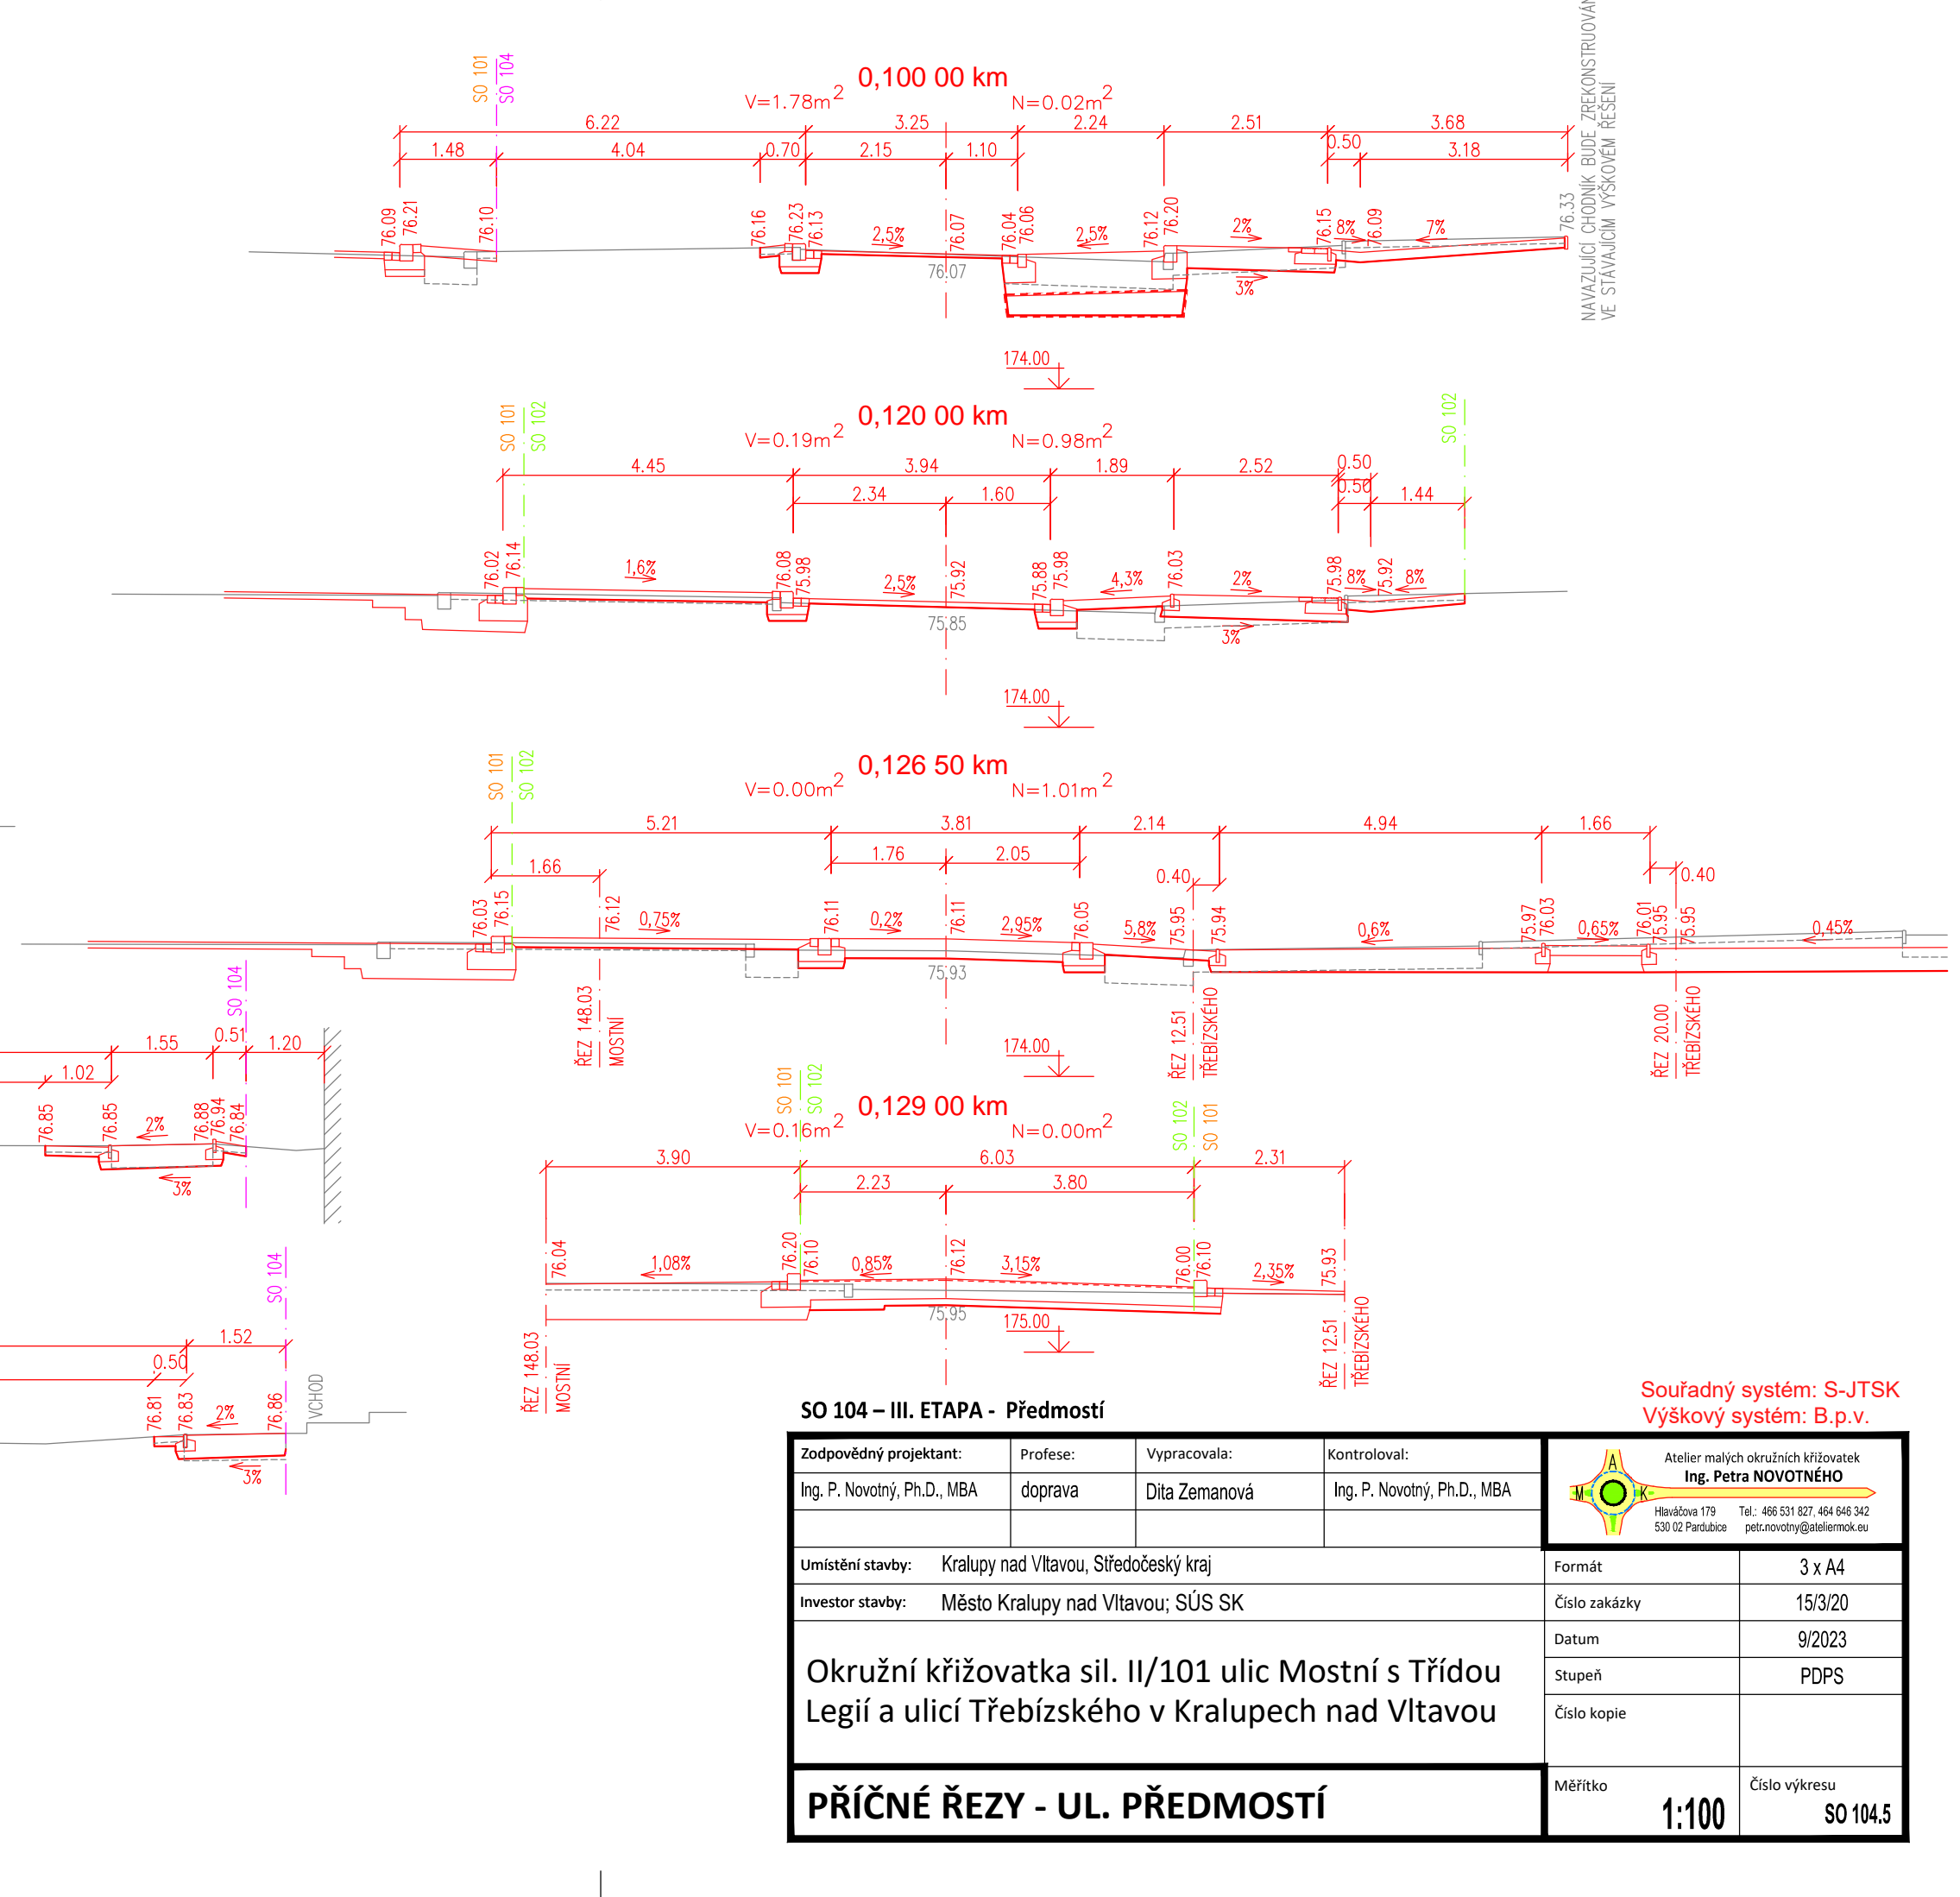 SO 101
SO 104
0,100 00 km
V=1.78m2
N=0.02m2
6.22
3.25
2.24
2.51
3.68
1.48
4.04
0.70
2.15
1.10
0.50
3.18
76.09
76.21
76.10
76.16
76.23
76.13
2,5%
76.07
76.07
76.04
76.06
2,5%
76.12
76.20
2%
3%
76.15
8%
76.09
7%
76.33
NAVAZUJÍCÍ CHODNÍK BUDE ZREKONSTRUOVÁN
VE STÁVAJÍCÍM VÝŠKOVÉM ŘEŠENÍ
174.00
SO 101
SO 102
0,120 00 km
V=0.19m2
N=0.98m2
SO 102
4.45
3.94
1.89
2.52
0.50
2.34
1.60
0.50
1.44
76.02
76.14
1,6%
76.08
75.98
2,5%
75.92
75.85
75.88
75.98
4,3%
76.03
2%
3%
75.98
8%
75.92
8%
174.00
SO 101
SO 102
0,126 50 km
V=0.00m2
N=1.01m2
5.21
3.81
2.14
4.94
1.66
1.66
1.76
2.05
0.40
0.40
76.03
76.15
76.12
0,75%
76.11
0,2%
76.11
75.93
2,95%
76.05
5,8%
75.95
75.94
0,6%
75.97
76.03
0,65%
76.01
75.95
75.95
0,45%
ŘEZ 148.03
MOSTNÍ
174.00
ŘEZ 12.51
TŘEBÍZSKÉHO
ŘEZ 20.00
TŘEBÍZSKÉHO
SO 104
1.55
0.51
1.20
1.02
76.85
76.85
2%
76.88
76.94
76.84
3%
SO 101
SO 102
0,129 00 km
V=0.16m2
N=0.00m2
SO 102
SO 101
3.90
6.03
2.31
2.23
3.80
76.04
1,08%
76.20
76.10
0,85%
76.12
75.95
3,15%
76.00
76.10
2,35%
75.93
175.00
ŘEZ 148.03
MOSTNÍ
ŘEZ 12.51
TŘEBÍZSKÉHO
SO 104
1.52
0.50
76.81
76.83
2%
76.86
3%
VCHOD
Souřadný systém: S-JTSK
Výškový systém: B.p.v.
SO 104 – III. ETAPA - Předmostí
Zodpovědný projektant:
Profese:
Vypracovala:
Kontroloval:
Ing. P. Novotný, Ph.D., MBA
doprava
Dita Zemanová
Ing. P. Novotný, Ph.D., MBA
A
M
K
Atelier malých okružních křižovatek
Ing. Petra NOVOTNÉHO
Hlaváčova 179 Tel.: 466 531 827, 464 646 342
530 02 Pardubice petr.novotny@ateliermok.eu
Umístění stavby: Kralupy nad Vltavou, Středočeský kraj
Investor stavby: Město Kralupy nad Vltavou; SÚS SK
Okružní křižovatka sil. II/101 ulic Mostní s Třídou
Legií a ulicí Třebízského v Kralupech nad Vltavou
PŘÍČNÉ ŘEZY - UL. PŘEDMOSTÍ
Formát 3 x A4
Číslo zakázky 15/3/20
Datum 9/2023
Stupeň PDPS
Číslo kopie
Měřítko
1:100
Číslo výkresu
SO 104.5